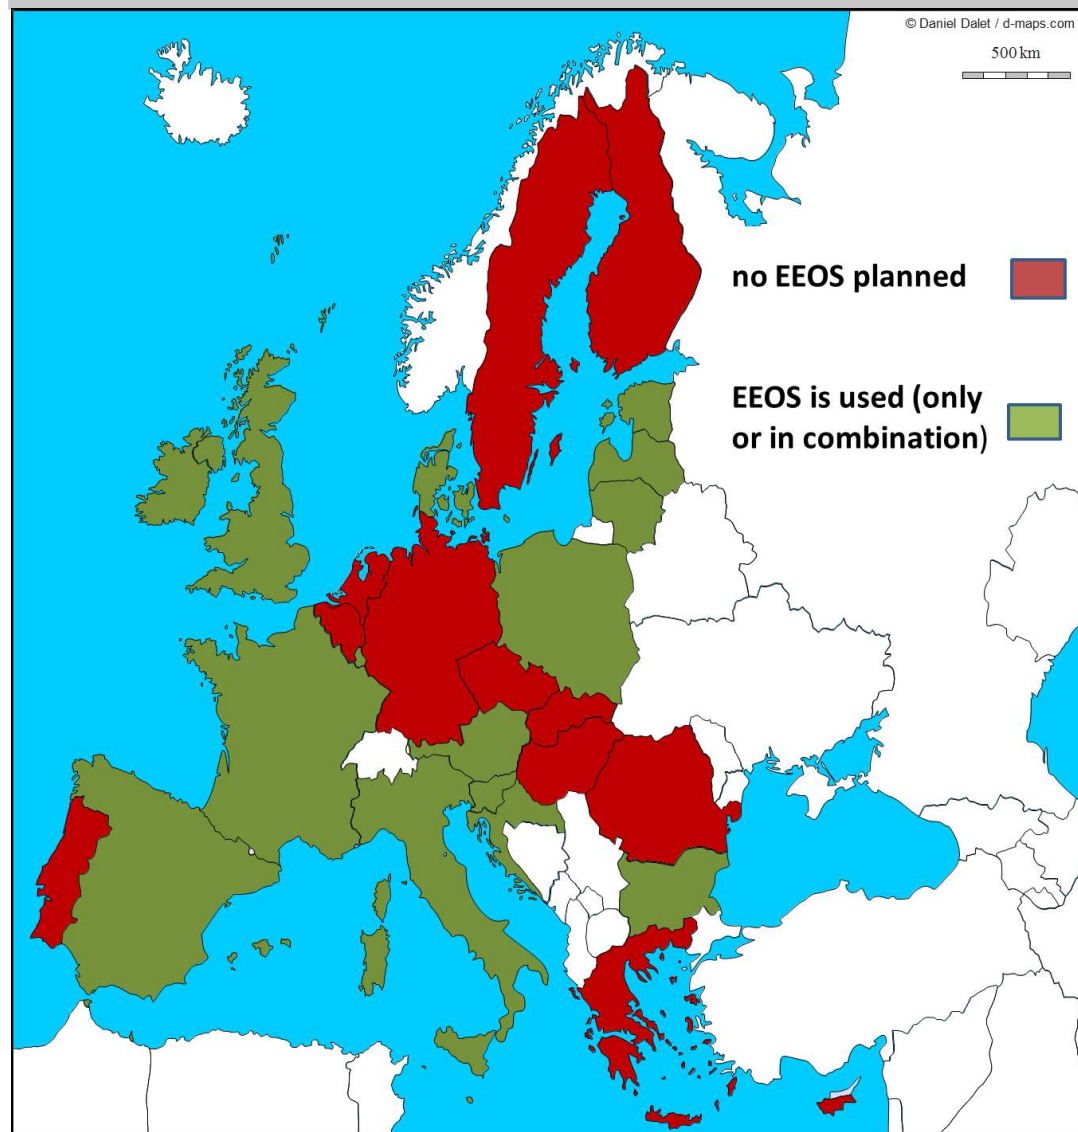 © Daniel Dalet / d-maps.com
500 km
no EEOS planned
EEOS is used (only
or in combination)